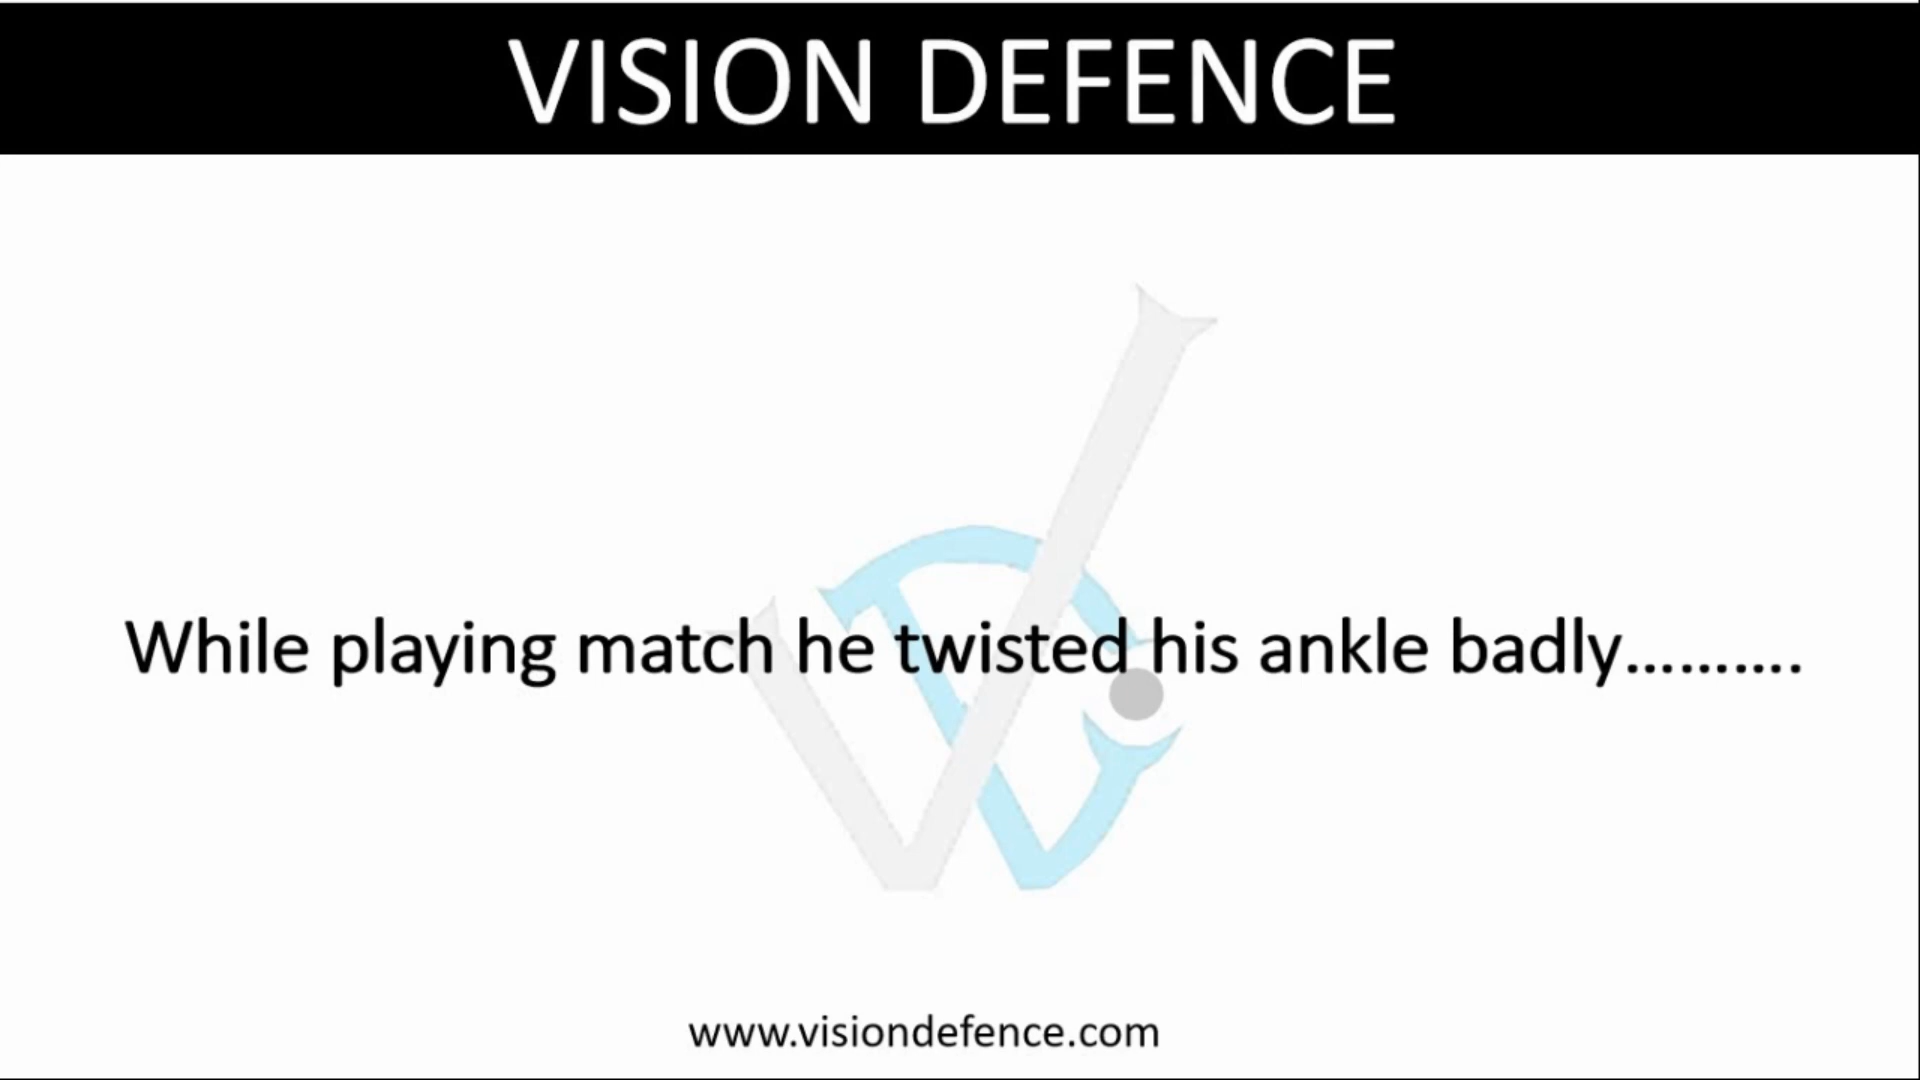 VISION DEFENCE
While playing match he twisted his ankle badly..........
www.visiondefence.com